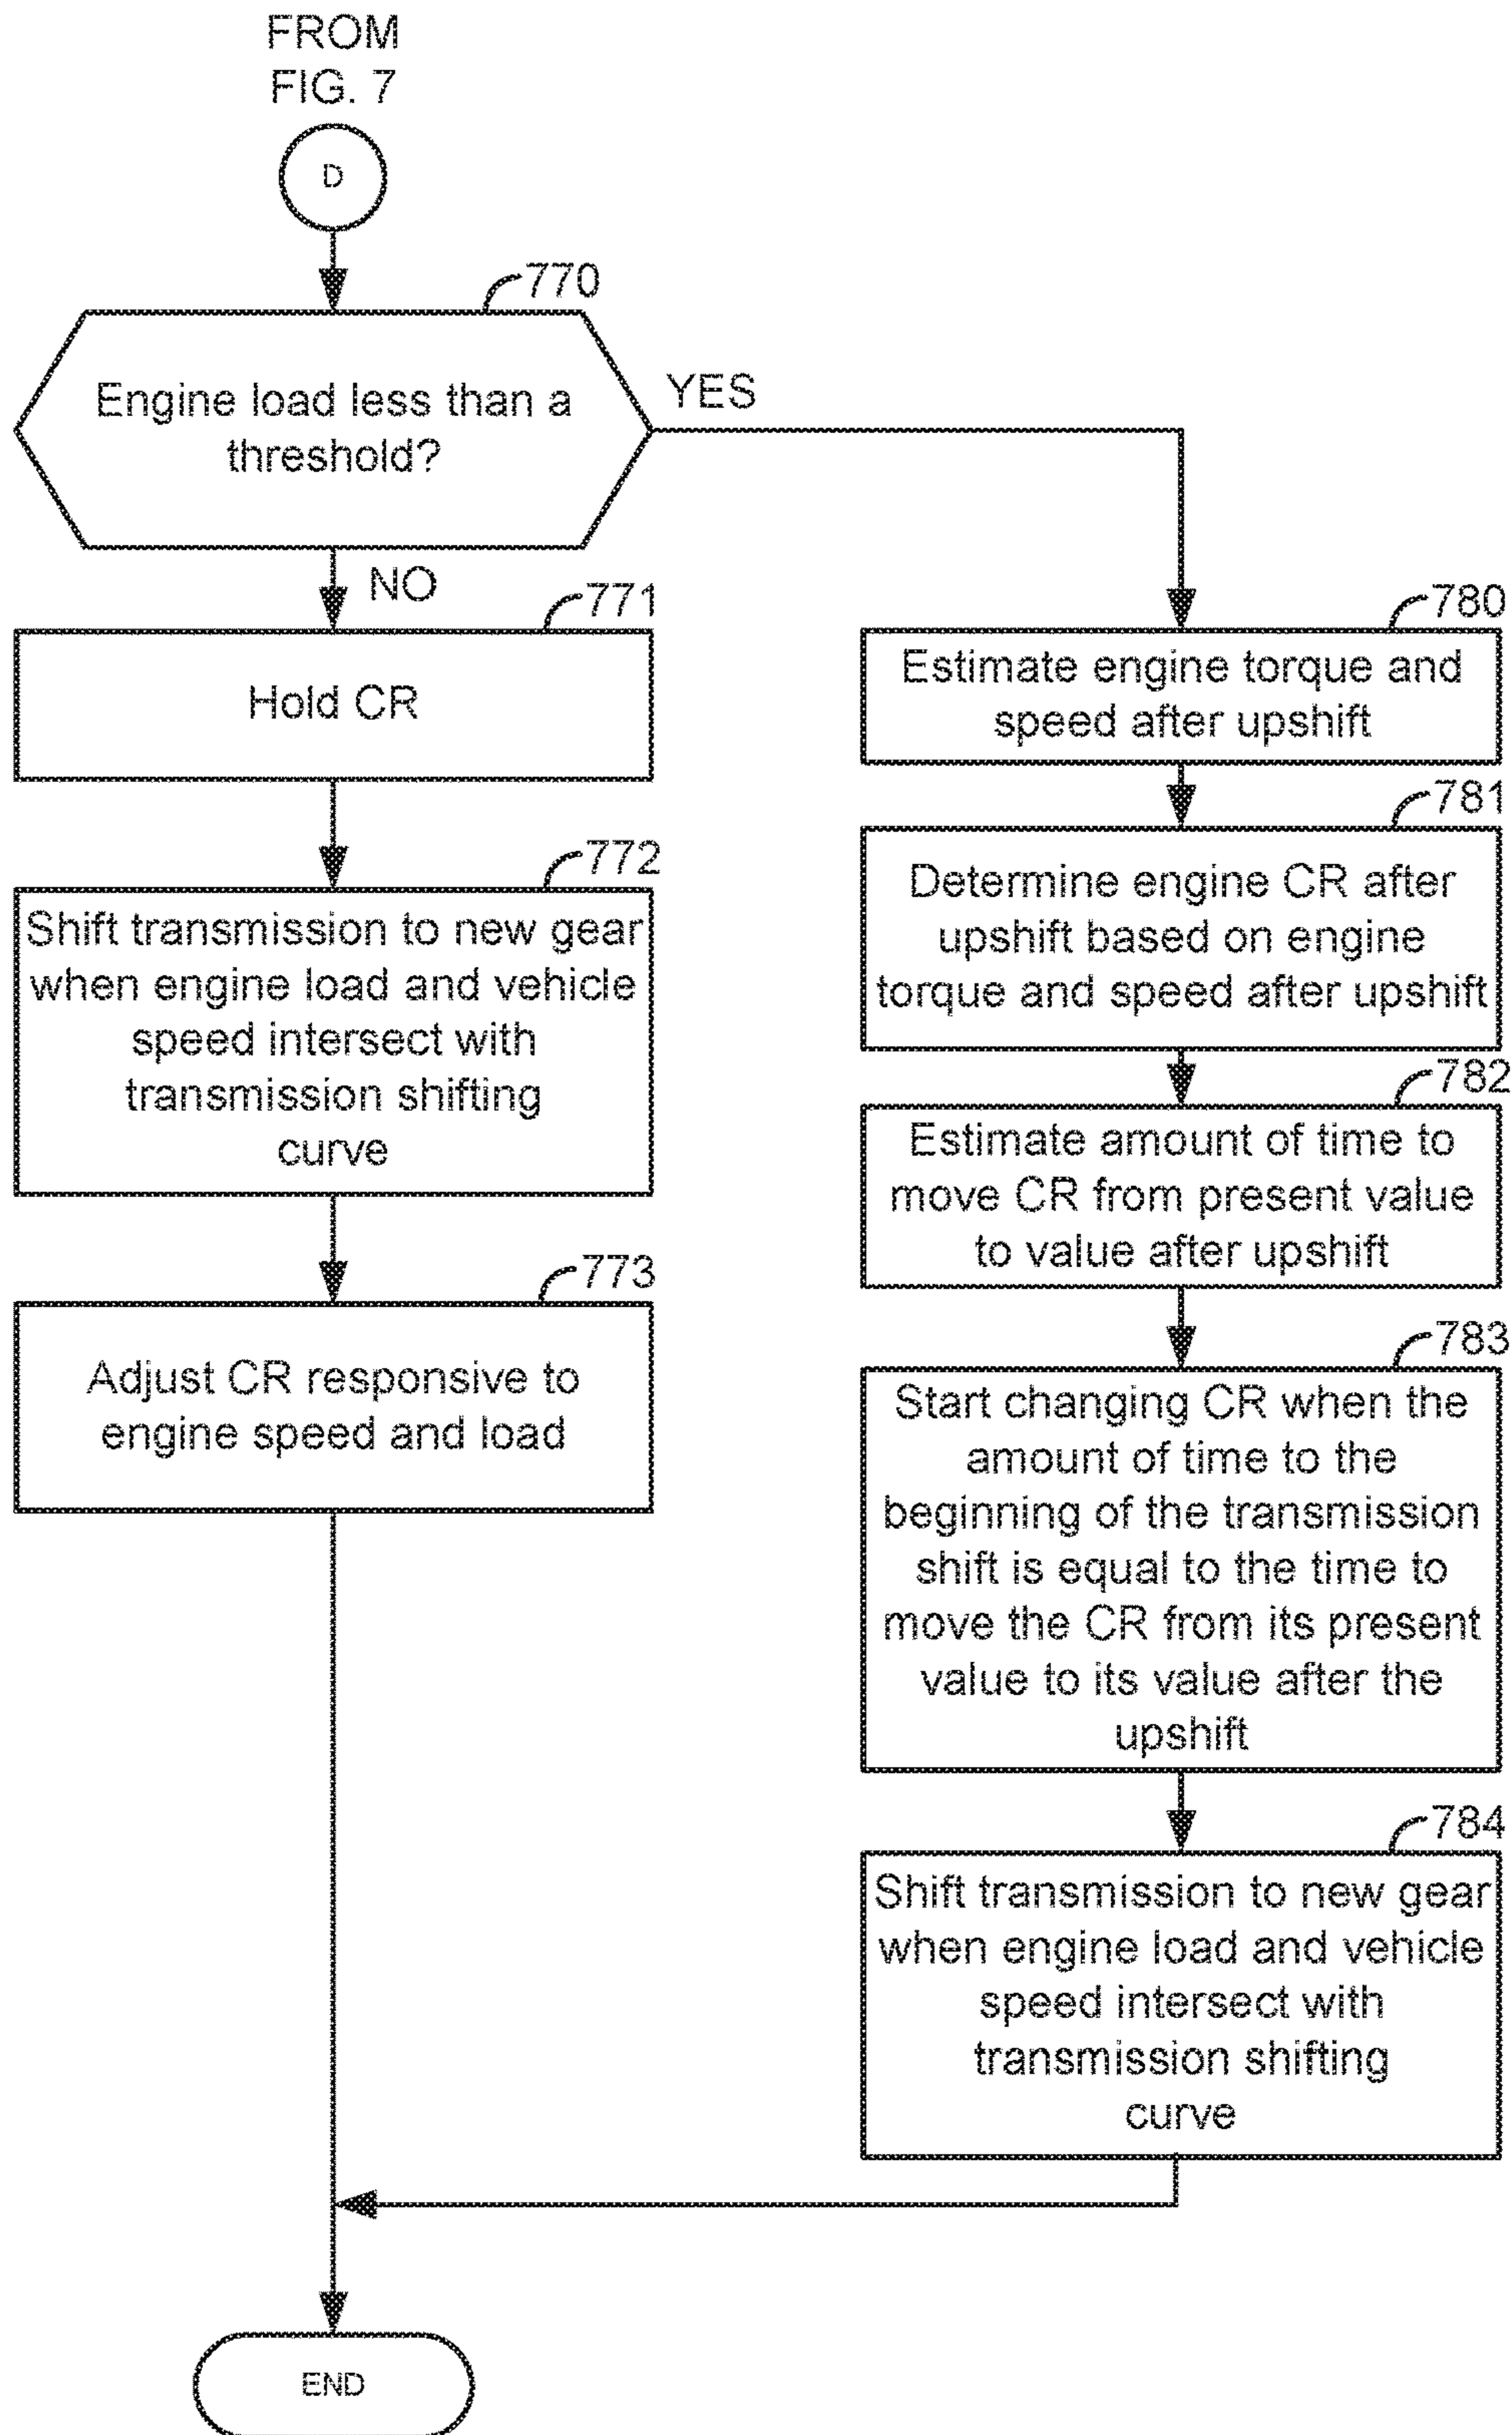 FROM
FIG. 7
D
770
Engine load less than a
threshold?
YES
NO
771
Hold CR
772
Shift transmission to new gear
when engine load and vehicle
speed intersect with
transmission shifting
curve
773
Adjust CR responsive to
engine speed and load
780
Estimate engine torque and
speed after upshift
781
Determine engine CR after
upshift based on engine
torque and speed after upshift
782
Estimate amount of time to
move CR from present value
to value after upshift
783
Start changing CR when the
amount of time to the
beginning of the transmission
shift is equal to the time to
move the CR from its present
value to its value after the
upshift
784
Shift transmission to new gear
when engine load and vehicle
speed intersect with
transmission shifting
curve
END